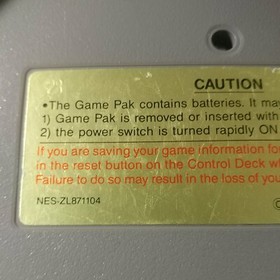 CAUTION
•The Game Pak contains batteries. It may
1) Game Pak is removed or inserted with
2) the power switch is turned rapidly ON
If you are saving your game information for
in the reset button on the Control Deck wh
Failure to do so may result in the loss of you
NES-ZL871104
©